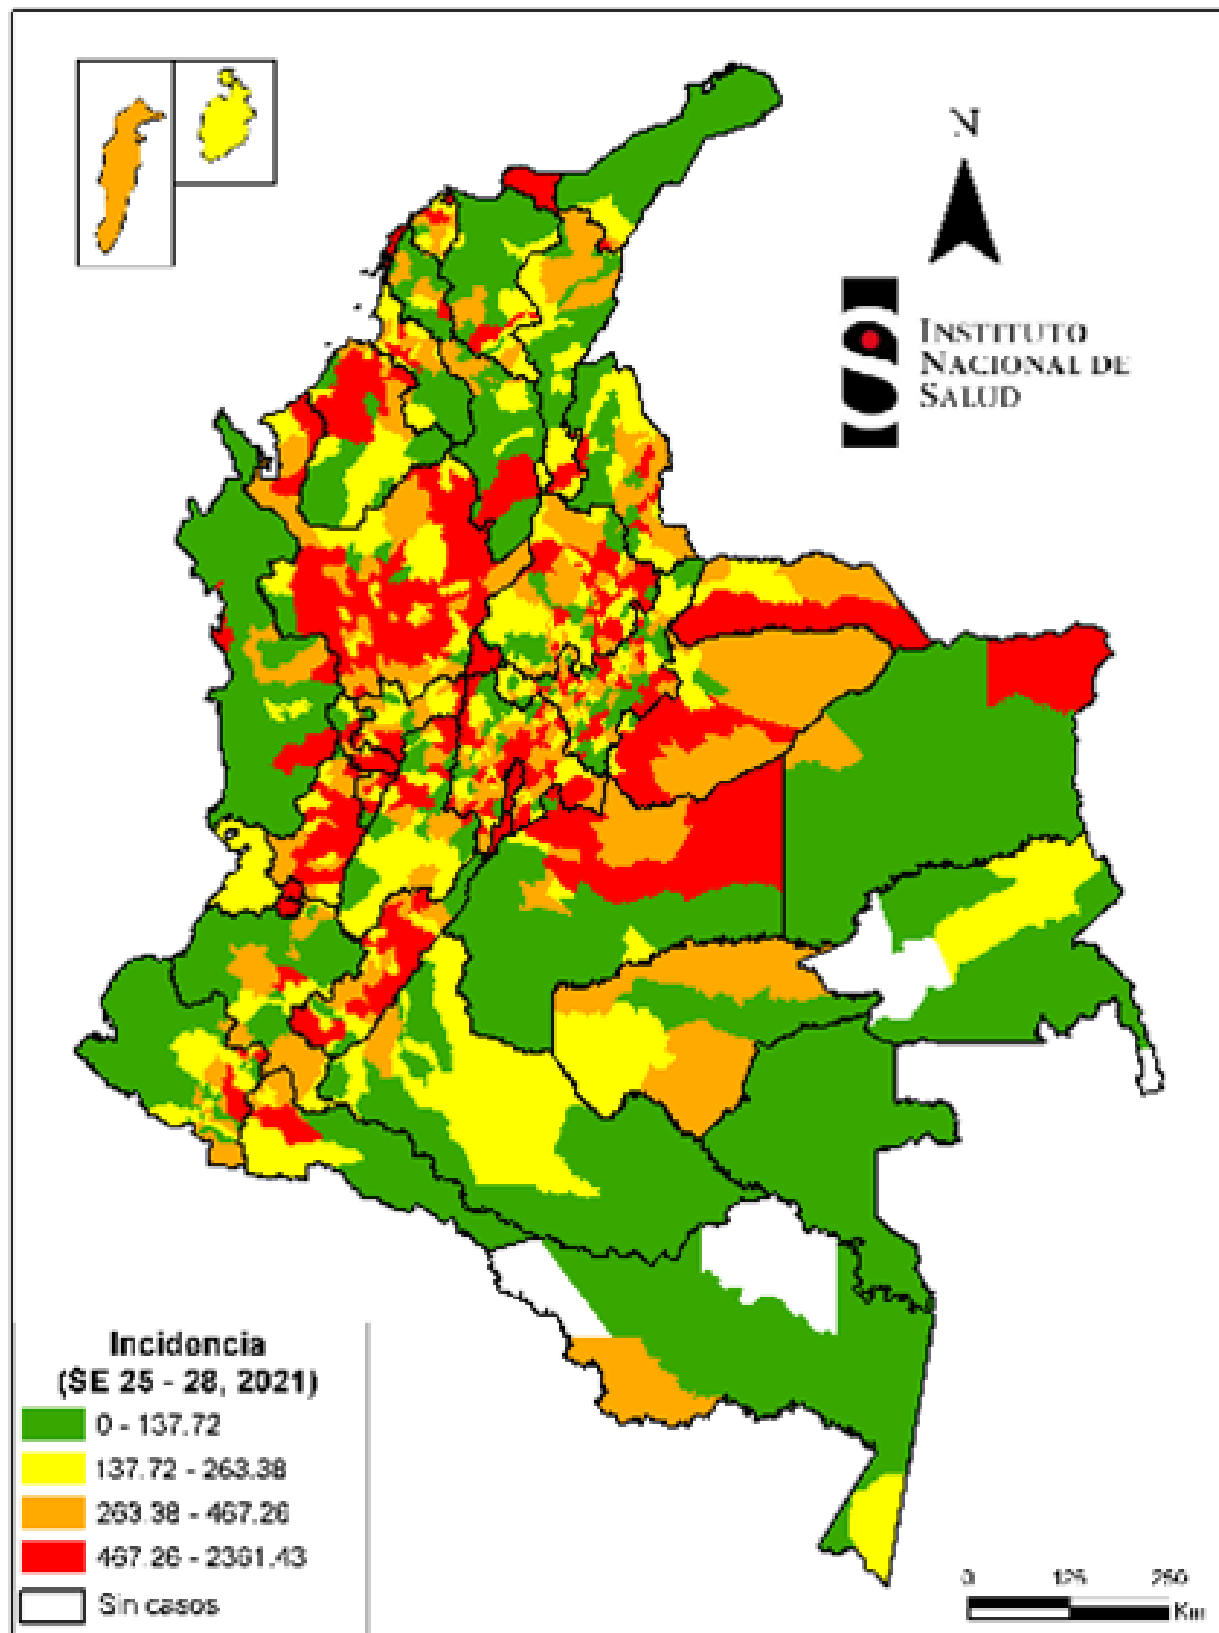 N
INSTITUTO
NACIONAL DE
SALUD
Incidencia
(SE 25 - 28, 2021)
0 - 137.72
137.72 - 263.38
263.38 - 467.26
467.26 - 2361.43
Sin casos
0 125 250
Km